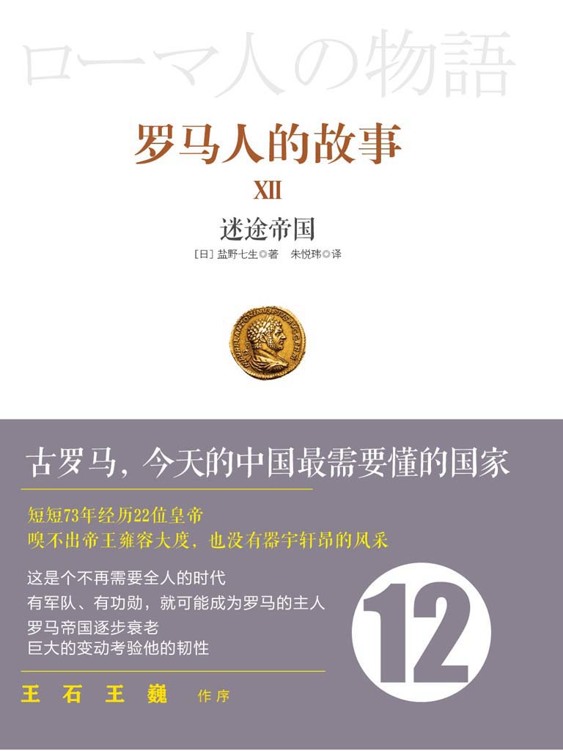 ローマ人の物語
罗马人的故事
XII
迷途帝国
[日]盐野七生◎著 朱悦玮◎译
古罗马，今天的中国最需要懂的国家
短短73年经历22位皇帝
嗅不出帝王雍容大度，也没有器宇轩昂的风采
这是个不再需要全人的时代
有军队、有功勋，就可能成为罗马的主人
罗马帝国逐步衰老
巨大的变动考验他的韧性
12
王石王巍 作序